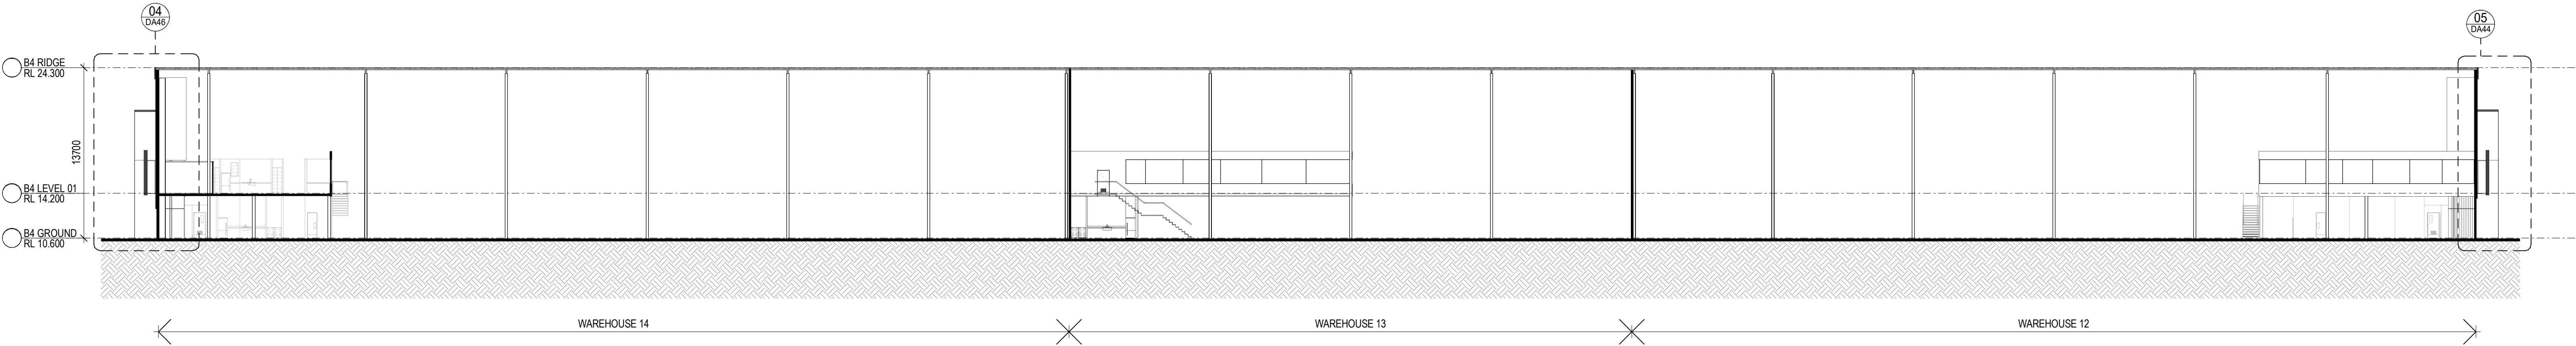 04
DA46
05
DA44
B4 RIDGE
RL 24.300
13700
B4 LEVEL 01
RL 14.200
B4 GROUND
RL 10.600
WAREHOUSE 14
WAREHOUSE 13
WAREHOUSE 12